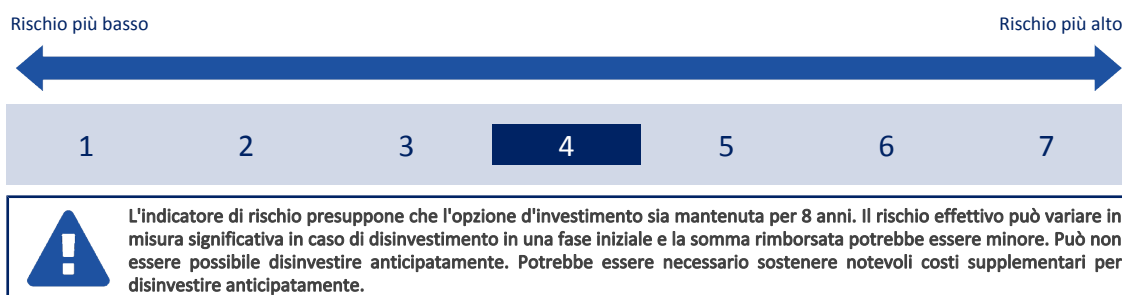 Rischio più basso Rischio più alto
1 2 3 4 5 6 7
L'indicatore di rischio presuppone che l'opzione d'investimento sia mantenuta per 8 anni. Il rischio effettivo può variare in
misura significativa in caso di disinvestimento in una fase iniziale e la somma rimborsata potrebbe essere minore. Può non
essere possibile disinvestire anticipatamente. Potrebbe essere necessario sostenere notevoli costi supplementari per
disinvestire anticipatamente.